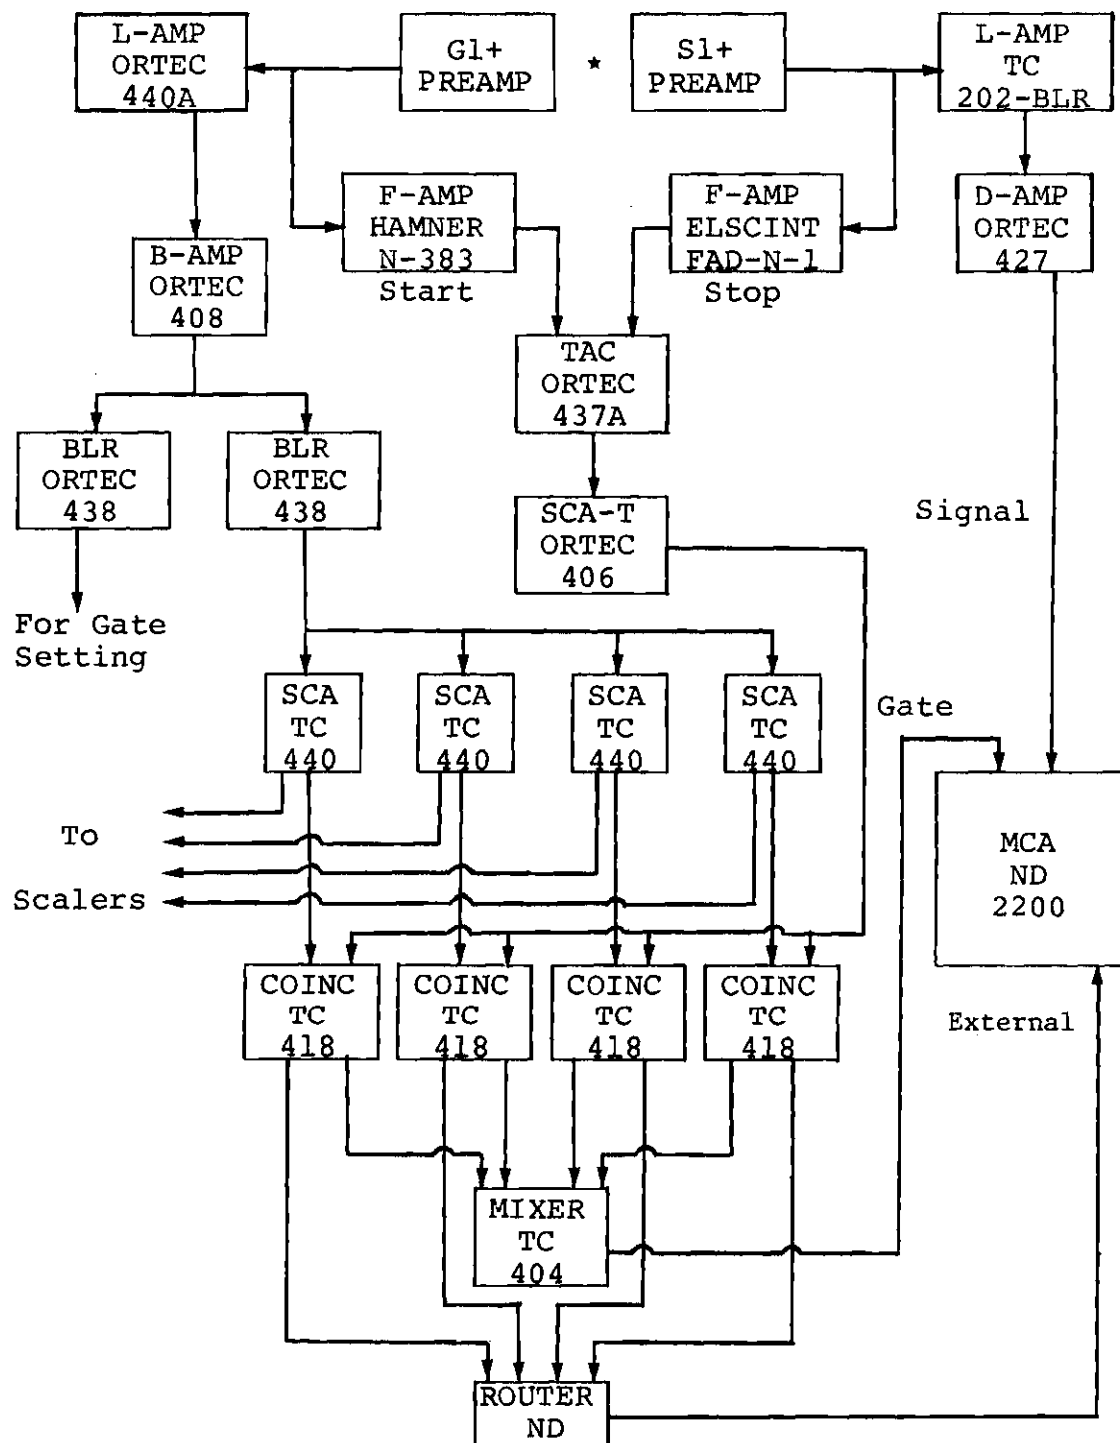 L-AMP
ORTEC
440A
G1+
PREAMP
★
S1+
PREAMP
L-AMP
TC
202-BLR
F-AMP
HAMNER
N-383
Start
F-AMP
ELSCINT
FAD-N-1
Stop
D-AMP
ORTEC
427
B-AMP
ORTEC
408
TAC
ORTEC
437A
BLR
ORTEC
438
BLR
ORTEC
438
SCA-T
ORTEC
406
Signal
For Gate
Setting
SCA
TC
440
SCA
TC
440
SCA
TC
440
SCA
TC
440
Gate
To
Scalers
MCA
ND
2200
COINC
TC
418
COINC
TC
418
COINC
TC
418
COINC
TC
418
External
MIXER
TC
404
ROUTER
ND